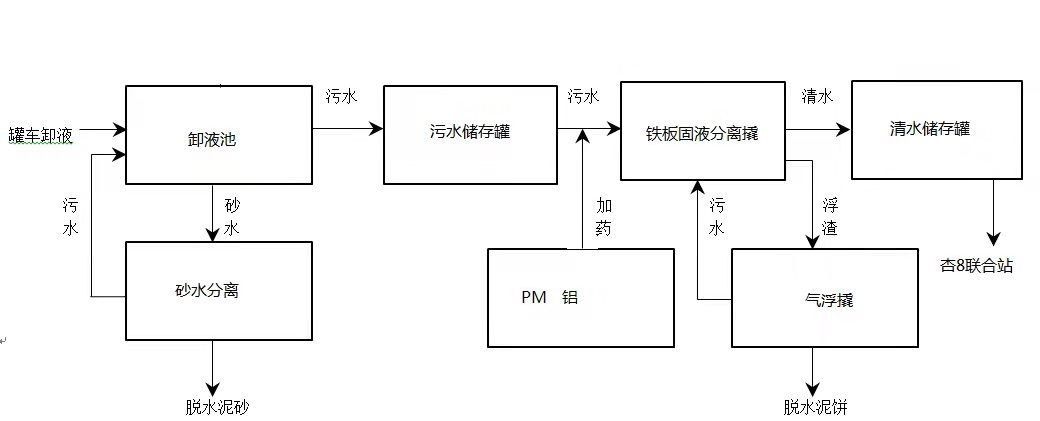 罐车卸液
卸液池
污水
污水储存罐
污水
铁板固液分离撬
清水
清水储存罐
污
水
砂
水
加
药
污
水
浮
渣
杏8联合站
砂水分离
PM 铝
气浮撬
脱水泥砂
脱水泥饼